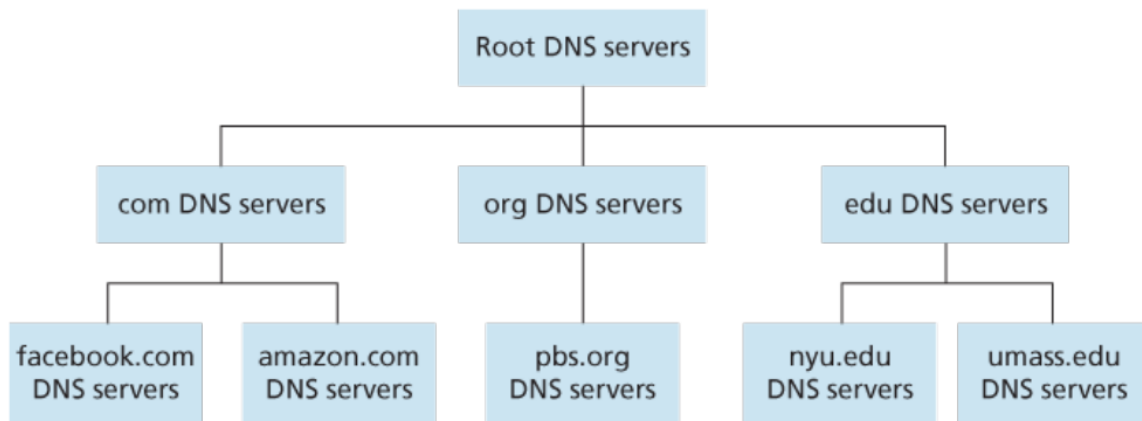 Root DNS servers
com DNS servers
org DNS servers
edu DNS servers
facebook.com
DNS servers
amazon.com
DNS servers
pbs.org
DNS servers
nyu.edu
DNS servers
umass.edu
DNS servers